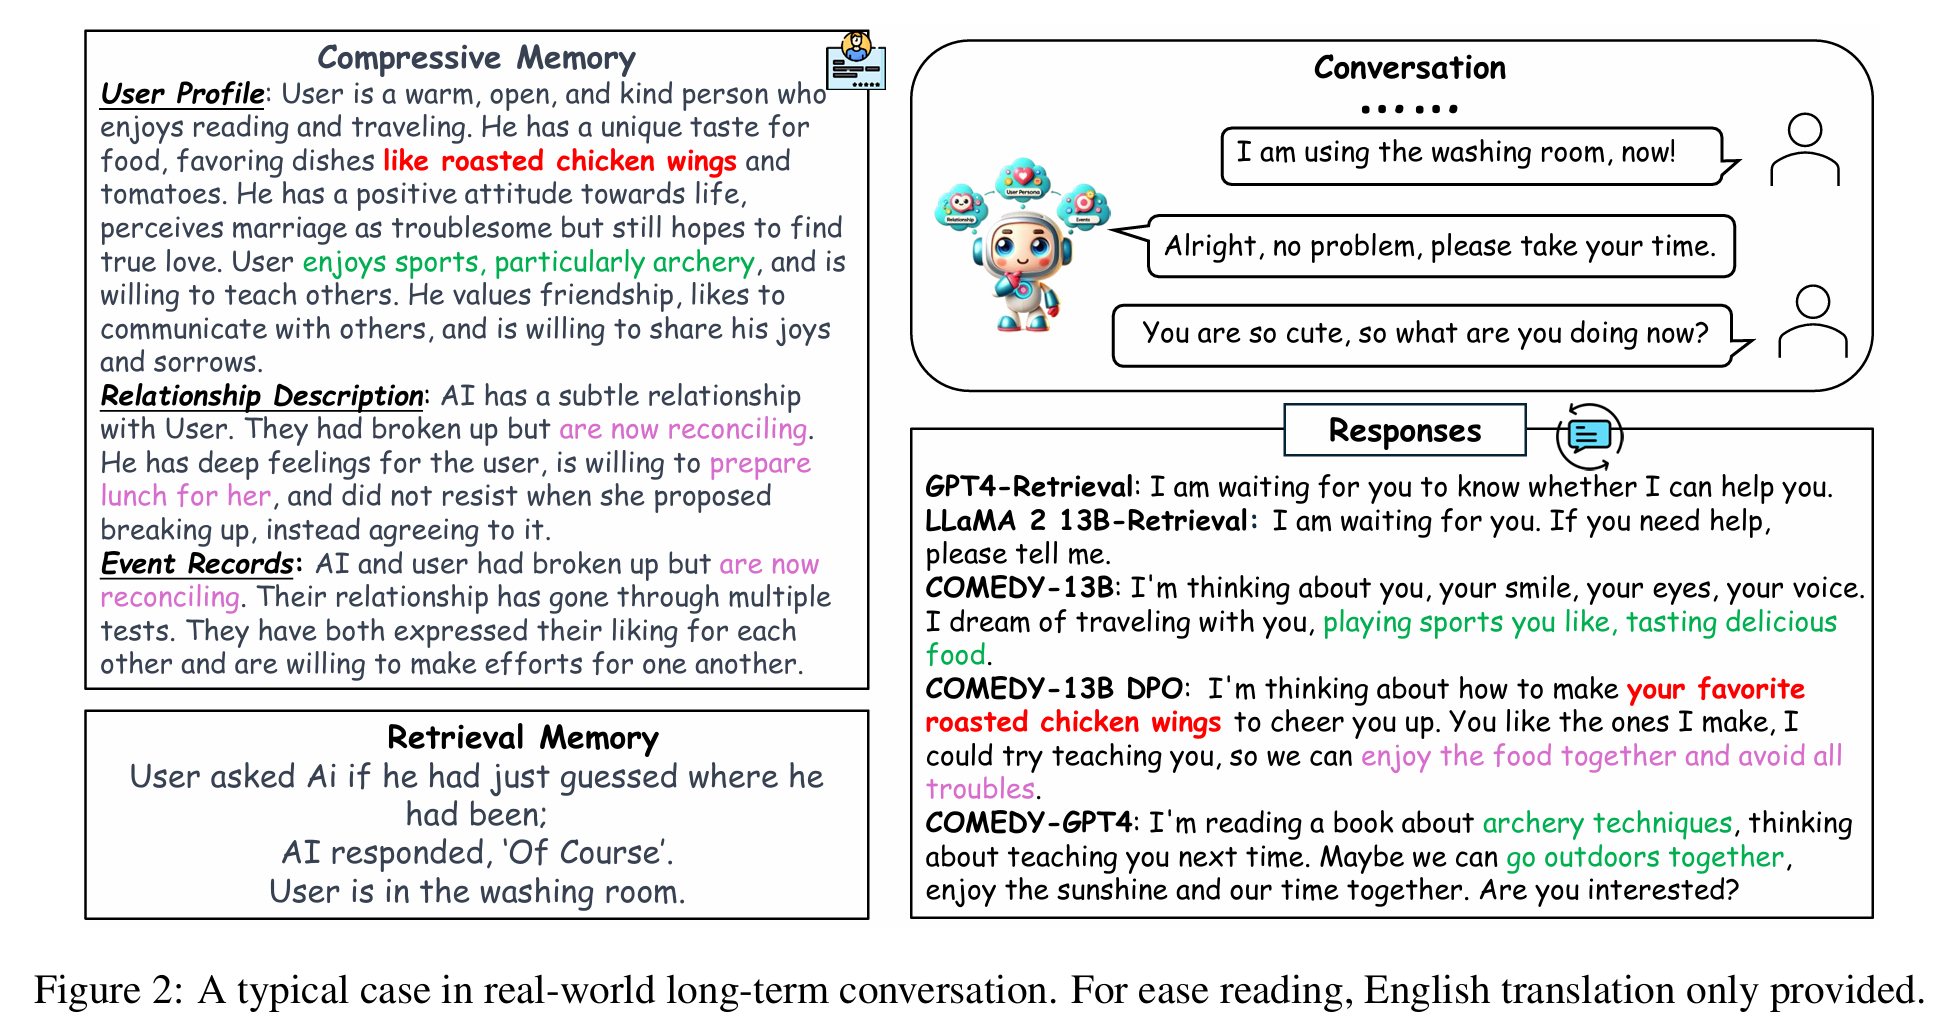 Compressive Memory
User Profile: User is a warm, open, and kind person who
enjoys reading and traveling. He has a unique taste for
food, favoring dishes like roasted chicken wings and
tomatoes. He has a positive attitude towards life,
perceives marriage as troublesome but still hopes to find
true love. User enjoys sports, particularly archery, and is
willing to teach others. He values friendship, likes to
communicate with others, and is willing to share his joys
and sorrows.
Relationship Description: AI has a subtle relationship
with User. They had broken up but are now reconciling.
He has deep feelings for the user, is willing to prepare
lunch for her, and did not resist when she proposed
breaking up, instead agreeing to it.
Event Records: AI and user had broken up but are now
reconciling. Their relationship has gone through multiple
tests. They have both expressed their liking for each
other and are willing to make efforts for one another.
Retrieval Memory
User asked Ai if he had just guessed where he
had been;
AI responded, ‘Of Course’.
User is in the washing room.
Conversation
......
I am using the washing room, now!
User Persona
Relationship
Events
Alright, no problem, please take your time.
You are so cute, so what are you doing now?
Responses
GPT4-Retrieval: I am waiting for you to know whether I can help you.
LLaMA 2 13B-Retrieval: I am waiting for you. If you need help,
please tell me.
COMEDY-13B: I'm thinking about you, your smile, your eyes, your voice.
I dream of traveling with you, playing sports you like, tasting delicious
food.
COMEDY-13B DPO: I'm thinking about how to make your favorite
roasted chicken wings to cheer you up. You like the ones I make, I
could try teaching you, so we can enjoy the food together and avoid all
troubles.
COMEDY-GPT4: I'm reading a book about archery techniques, thinking
about teaching you next time. Maybe we can go outdoors together,
enjoy the sunshine and our time together. Are you interested?
Figure 2: A typical case in real-world long-term conversation. For ease reading, English translation only provided.